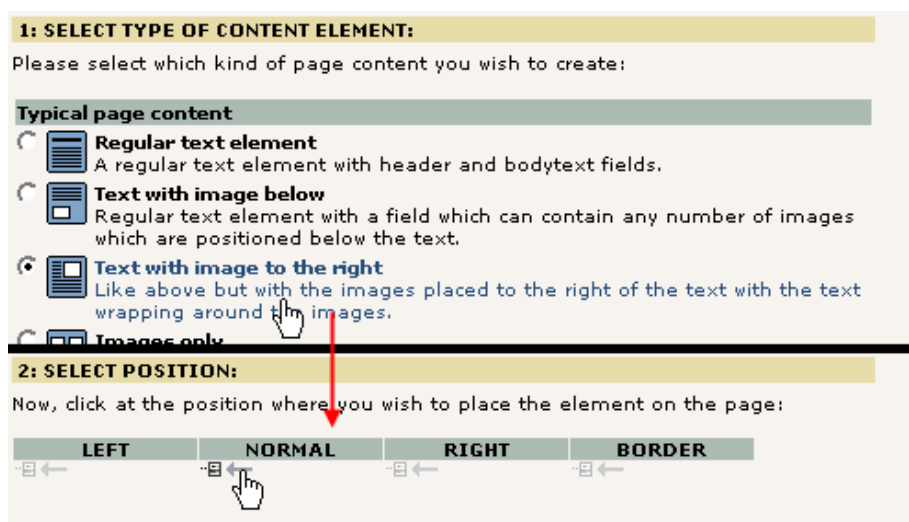 1: SELECT TYPE OF CONTENT ELEMENT:
Please select which kind of page content you wish to create:
Typical page content
Regular text element
A regular text element with header and bodytext fields.
Text with image below
Regular text element with a field which can contain any number of images
which are positioned below the text.
Text with image to the right
Like above but with the images placed to the right of the text with the text
wrapping around the images.
Images only
2: SELECT POSITION:
Now, click at the position where you wish to place the element on the page:
LEFT NORMAL RIGHT BORDER